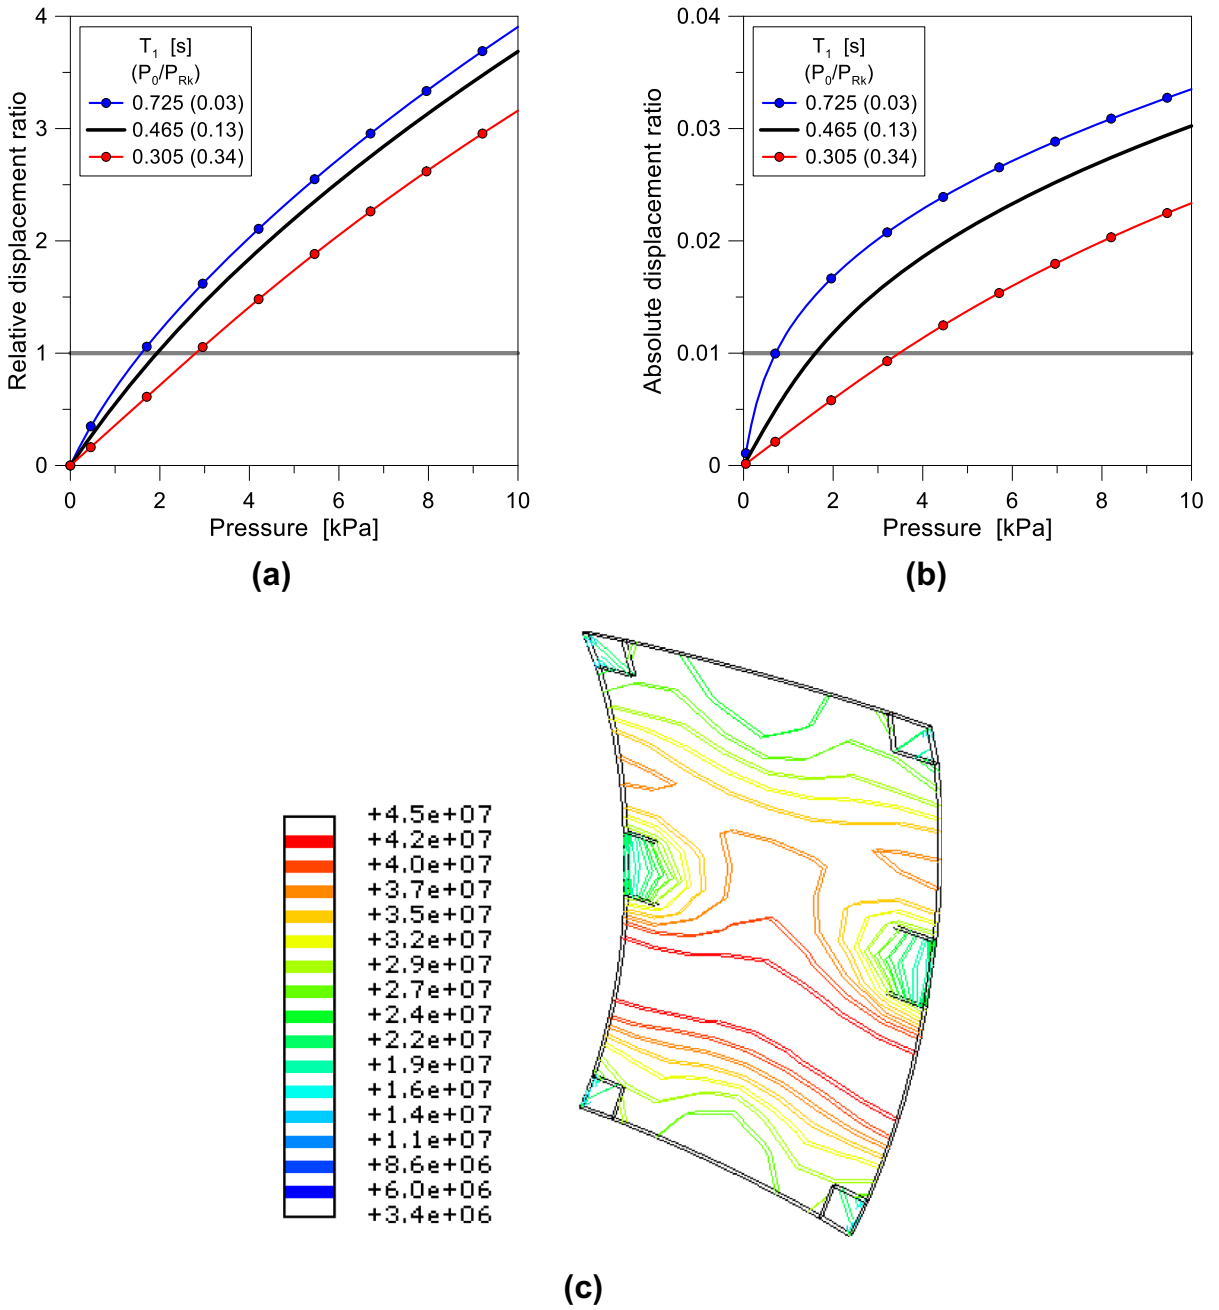 4
3
2
1
0
Relative displacement ratio
T1 [s]
(P0/PRk)
0.725 (0.03)
0.465 (0.13)
0.305 (0.34)
0 2 4 6 8 10
Pressure [kPa]
(a)
0.04
0.03
0.02
0.01
0
Absolute displacement ratio
T1 [s]
(P0/PRk)
0.725 (0.03)
0.465 (0.13)
0.305 (0.34)
0 2 4 6 8 10
Pressure [kPa]
(b)
+4.5e+07
+4.2e+07
+4.0e+07
+3.7e+07
+3.5e+07
+3.2e+07
+2.9e+07
+2.7e+07
+2.4e+07
+2.2e+07
+1.9e+07
+1.6e+07
+1.4e+07
+1.1e+07
+8.6e+06
+6.0e+06
+3.4e+06
(c)